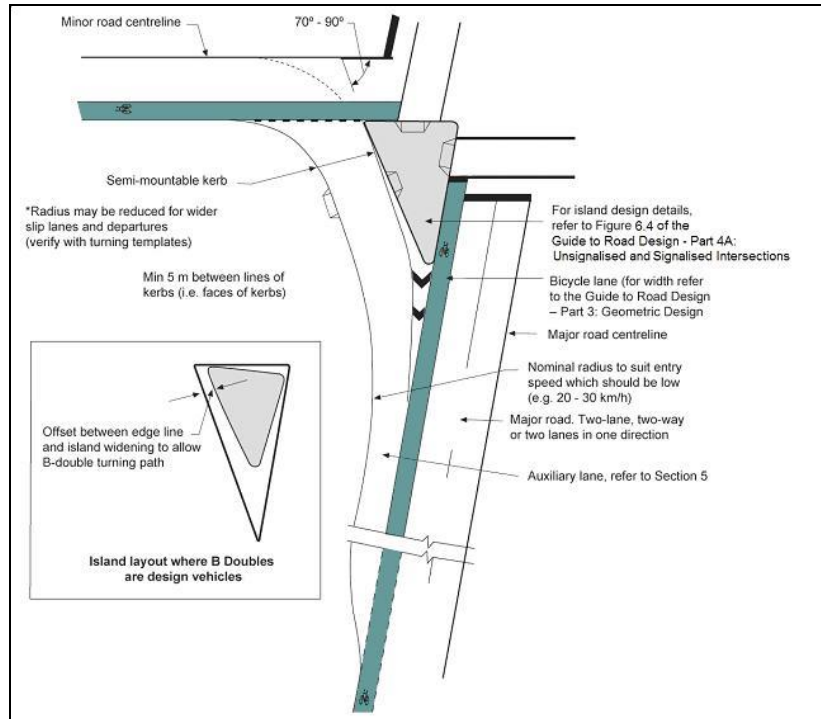 Minor road centreline
70º - 90º
Semi-mountable kerb
*Radius may be reduced for wider
slip lanes and departures
(verify with turning templates)
Min 5 m between lines of
kerbs (i.e. faces of kerbs)
For island design details,
refer to Figure 6.4 of the
Guide to Road Design - Part 4A:
Unsignalised and Signalised Intersections
Bicycle lane (for width refer
to the Guide to Road Design
– Part 3: Geometric Design
Major road centreline
Nominal radius to suit entry
speed which should be low
(e.g. 20 - 30 km/h)
Major road. Two-lane, two-way
or two lanes in one direction
Auxiliary lane, refer to Section 5
Offset between edge line
and island widening to allow
B-double turning path
Island layout where B Doubles
are design vehicles